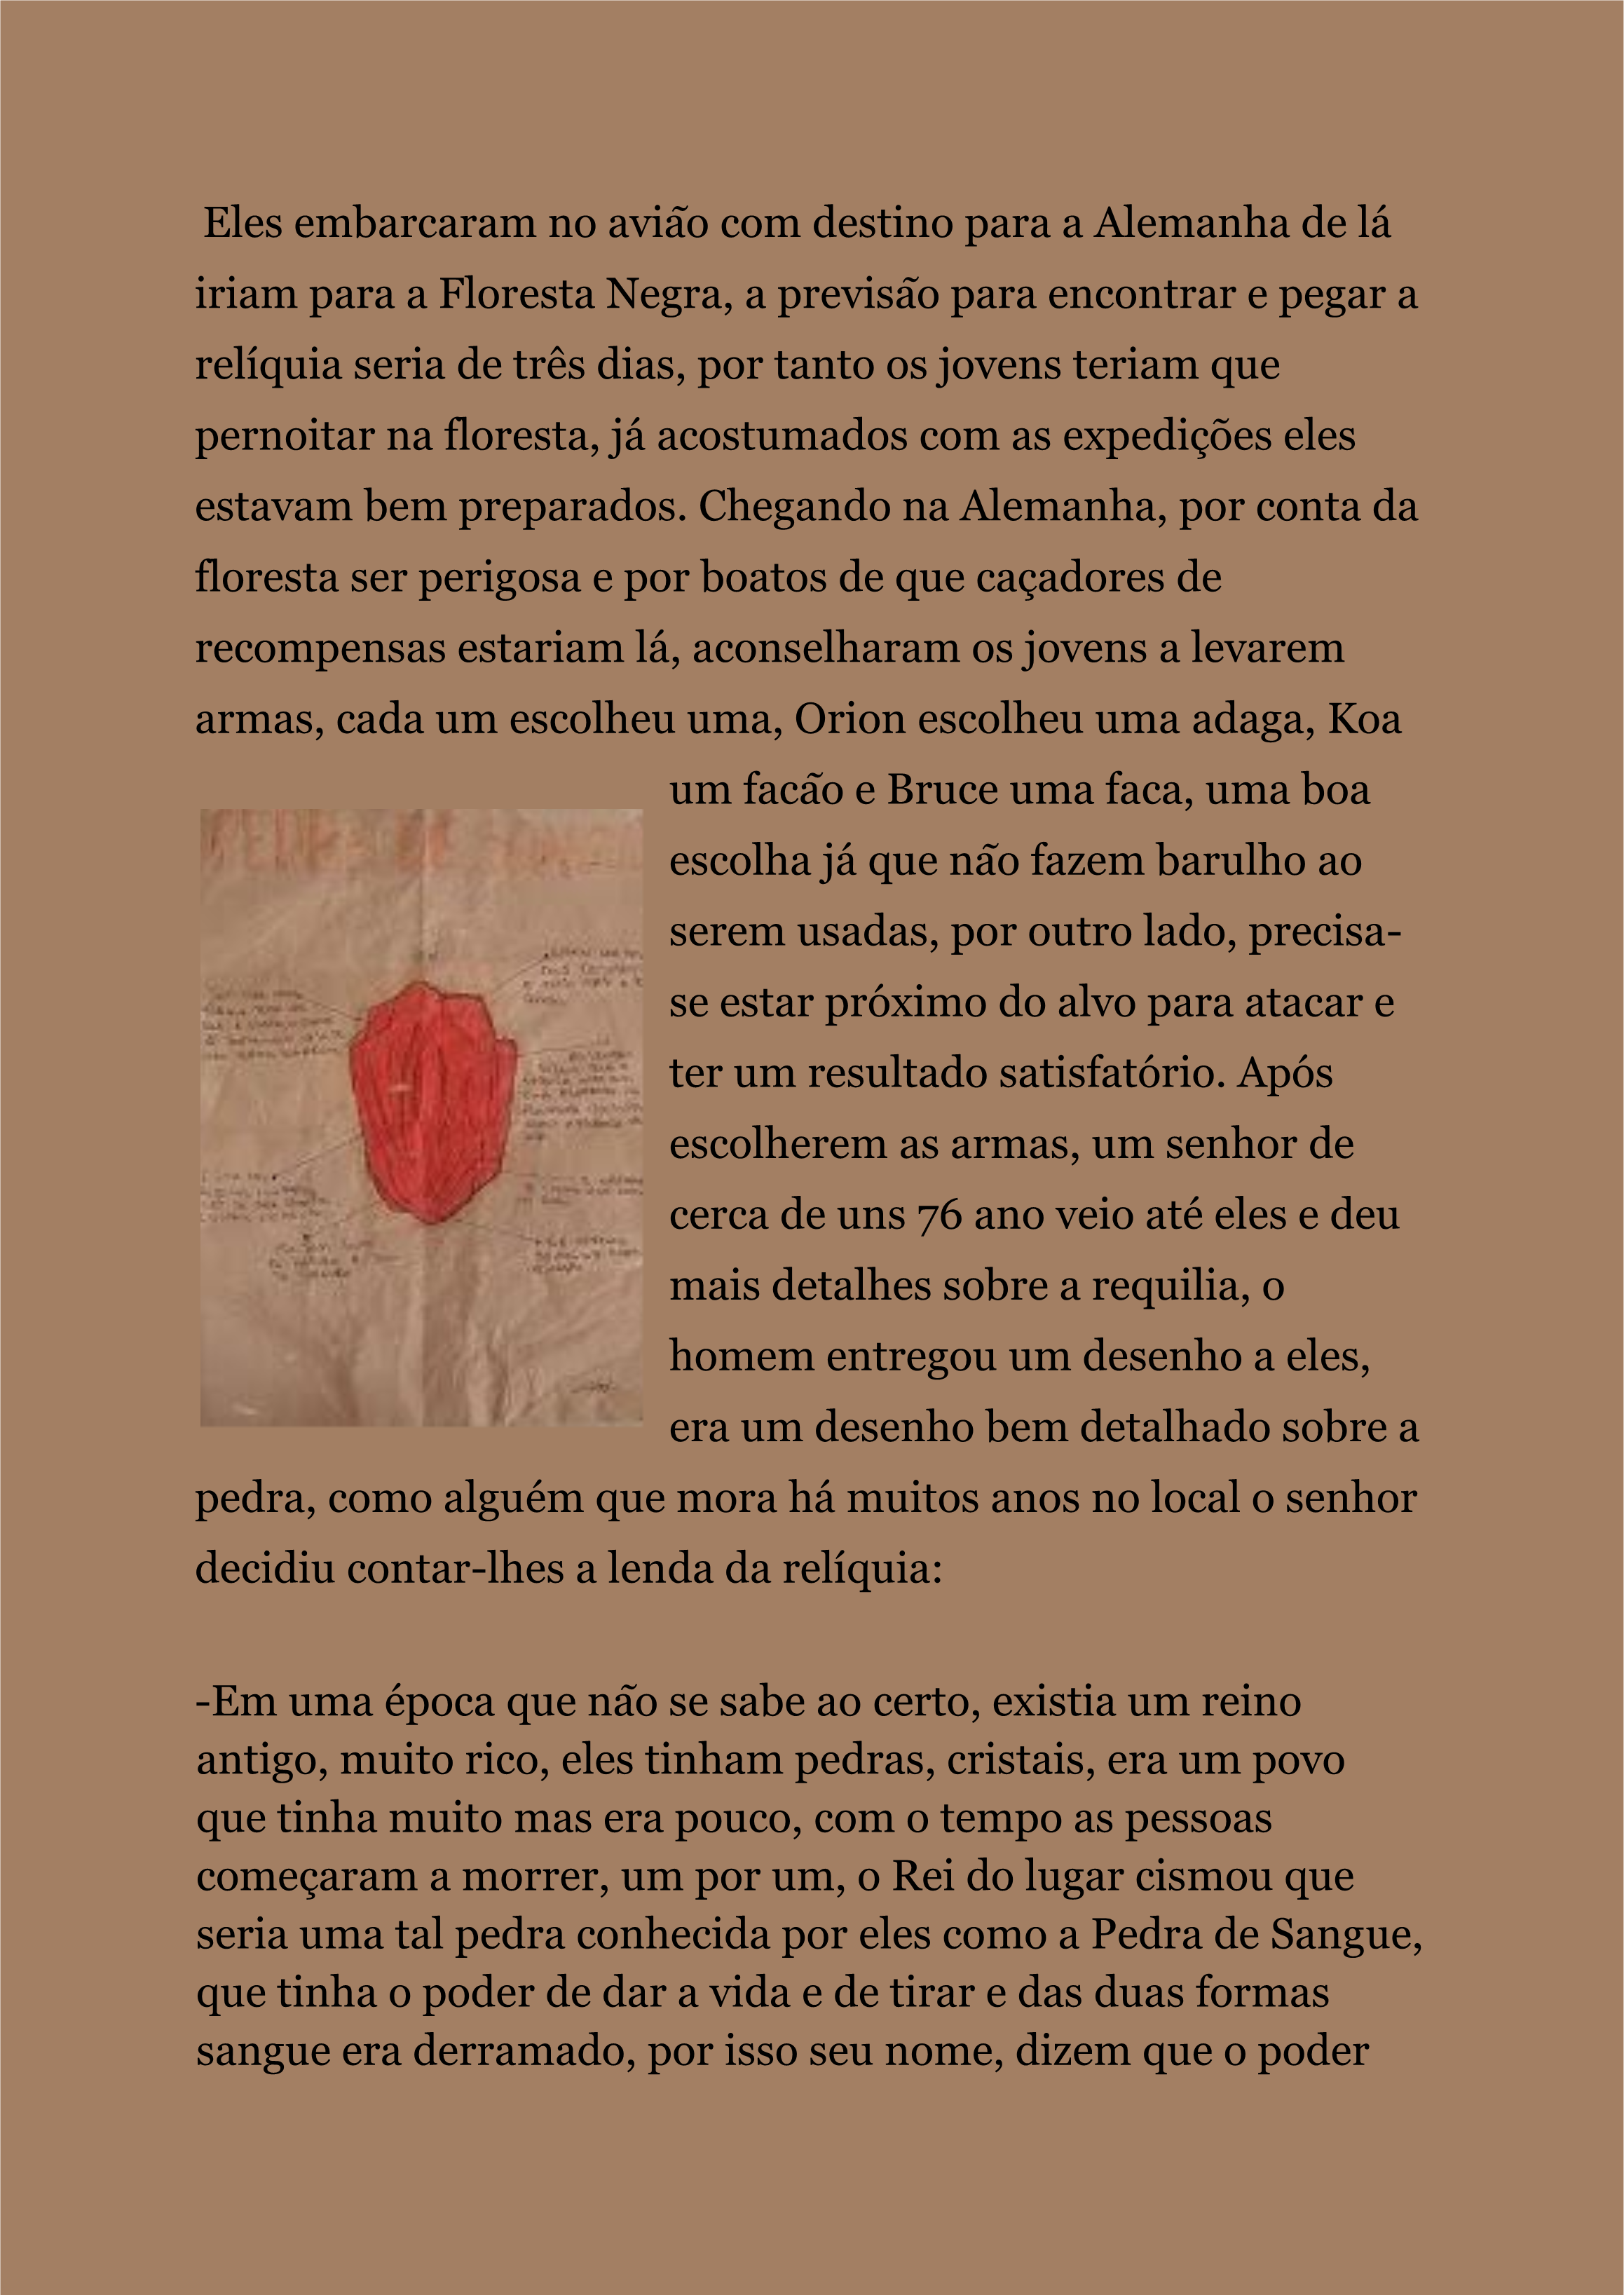 Eles embarcaram no avião com destino para a Alemanha de lá
iriam para a Floresta Negra, a previsão para encontrar e pegar a
relíquia seria de três dias, por tanto os jovens teriam que
pernoitar na floresta, já acostumados com as expedições eles
estavam bem preparados. Chegando na Alemanha, por conta da
floresta ser perigosa e por boatos de que caçadores de
recompensas estariam lá, aconselharam os jovens a levarem
armas, cada um escolheu uma, Orion escolheu uma adaga, Koa
um facão e Bruce uma faca, uma boa
escolha já que não fazem barulho ao
serem usadas, por outro lado, precisa-
se estar próximo do alvo para atacar e
ter um resultado satisfatório. Após
escolherem as armas, um senhor de
cerca de uns 76 ano veio até eles e deu
mais detalhes sobre a requilia, o
homem entregou um desenho a eles,
era um desenho bem detalhado sobre a
pedra, como alguém que mora há muitos anos no local o senhor
decidiu contar-lhes a lenda da relíquia:
-Em uma época que não se sabe ao certo, existia um reino
antigo, muito rico, eles tinham pedras, cristais, era um povo
que tinha muito mas era pouco, com o tempo as pessoas
começaram a morrer, um por um, o Rei do lugar cismou que
seria uma tal pedra conhecida por eles como a Pedra de Sangue,
que tinha o poder de dar a vida e de tirar e das duas formas
sangue era derramado, por isso seu nome, dizem que o poder